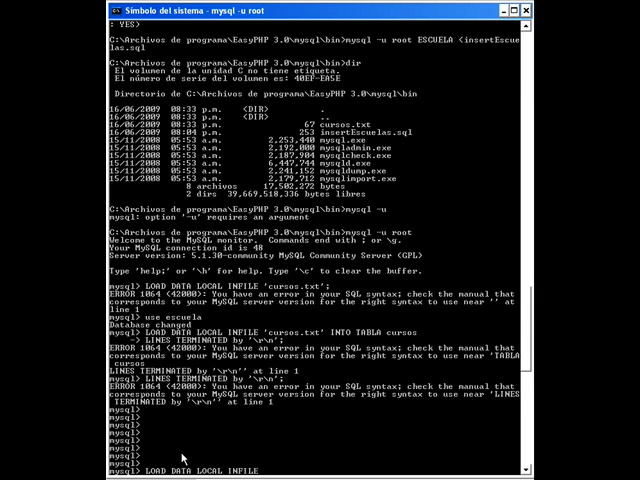 Símbolo del sistema - mysql -u root
: YES>
C:\Archivos de programa\EasyPHP 3.0\mysql\bin>mysql -u root ESCUELA <insertEscue
las.sql
C:\Archivos de programa\EasyPHP 3.0\mysql\bin>dir
El volumen de la unidad C no tiene etiqueta.
El número de serie del volumen es: 40EF-EA5E
Directorio de C:\Archivos de programa\EasyPHP 3.0\mysql\bin
16/06/2009 08:33 p.m. <DIR> .
16/06/2009 08:33 p.m. <DIR> ..
16/06/2009 08:33 p.m. 67 cursos.txt
16/06/2009 08:04 p.m. 253 insertEscuelas.sql
15/11/2008 05:53 a.m. 2,253,440 mysql.exe
15/11/2008 05:53 a.m. 2,192,000 mysqladmin.exe
15/11/2008 05:53 a.m. 2,187,904 mysqlcheck.exe
15/11/2008 05:53 a.m. 6,447,744 mysqld.exe
15/11/2008 05:53 a.m. 2,241,152 mysqldump.exe
15/11/2008 05:53 a.m. 2,179,712 mysqlimport.exe
8 archivos 17,502,272 bytes
2 dirs 39,669,518,336 bytes libres
C:\Archivos de programa\EasyPHP 3.0\mysql\bin>mysql -u
mysql: option '-u' requires an argument
C:\Archivos de programa\EasyPHP 3.0\mysql\bin>mysql -u root
Welcome to the MySQL monitor. Commands end with ; or \g.
Your MySQL connection id is 48
Server version: 5.1.30-community MySQL Community Server (GPL)
Type 'help;' or '\h' for help. Type '\c' to clear the buffer.
mysql> LOAD DATA LOCAL INFILE 'cursos.txt';
ERROR 1064 (42000): You have an error in your SQL syntax; check the manual that
corresponds to your MySQL server version for the right syntax to use near '' at
line 1
mysql> use escuela
Database changed
mysql> LOAD DATA LOCAL INFILE 'cursos.txt' INTO TABLA cursos
-> LINES TERMINATED by '\r\n';
ERROR 1064 (42000): You have an error in your SQL syntax; check the manual that
corresponds to your MySQL server version for the right syntax to use near 'TABLA
cursos
LINES TERMINATED by '\r\n'' at line 1
mysql> LINES TERMINATED by '\r\n';
ERROR 1064 (42000): You have an error in your SQL syntax; check the manual that
corresponds to your MySQL server version for the right syntax to use near 'LINES
TERMINATED by '\r\n'' at line 1
mysql>
mysql>
mysql>
mysql>
mysql>
mysql>
mysql>
mysql>
mysql> LOAD DATA LOCAL INFILE